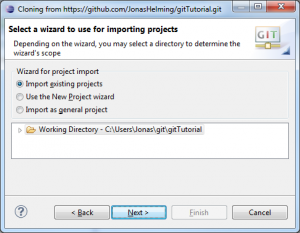 Cloning from https://github.com/JonasHelming/gitTutorial.git
Select a wizard to use for importing projects
Depending on the wizard, you may select a directory to determine the
wizard's scope
GIT
Wizard for project import
Import existing projects
Use the New Project wizard
Import as general project
Working Directory - C:\Users\Jonas\git\gitTutorial
?
< Back
Next >
Finish
Cancel